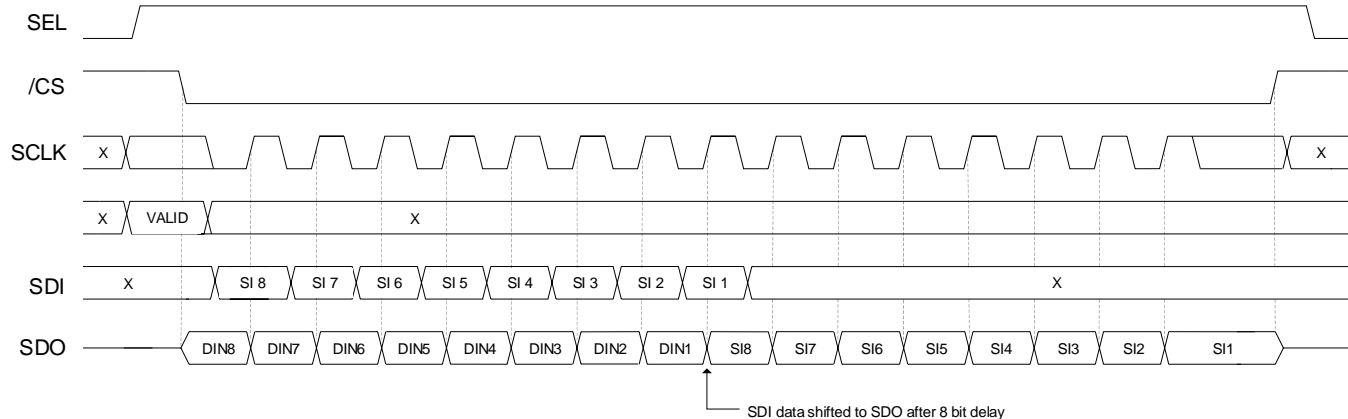 SEL
/CS
SCLK X X
X VALID X
SDI X SI 8 SI 7 SI 6 SI 5 SI 4 SI 3 SI 2 SI 1 X
SDO DIN8 DIN7 DIN6 DIN5 DIN4 DIN3 DIN2 DIN1 SI8 SI7 SI6 SI5 SI4 SI3 SI2 SI1
SDI data shifted to SDO after 8 bit delay